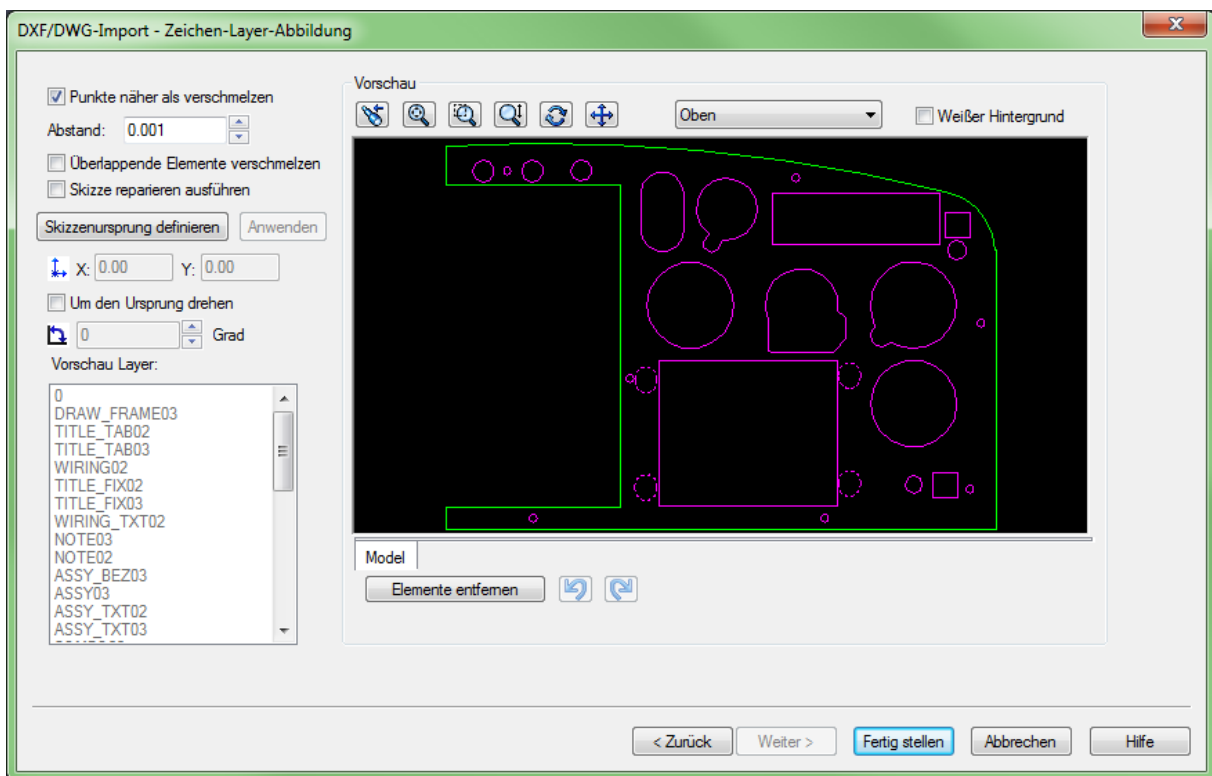 DXF/DWG-Import - Zeichen-Layer-Abbildung
Punkte näher als verschmelzen
Abstand: 0.001
Überlappende Elemente verschmelzen
Skizze reparieren ausführen
Skizzenursprung definieren Anwenden
X: 0.00 Y: 0.00
Um den Ursprung drehen
0 Grad
Vorschau Layer:
0
DRAW_FRAME03
TITLE_TAB02
TITLE_TAB03
WIRING02
TITLE_FIX02
TITLE_FIX03
WIRING_TXT02
NOTE03
NOTE02
ASSY_BEZ03
ASSY03
ASSY_TXT02
ASSY_TXT03
Vorschau
Oben
Weißer Hintergrund
Model
Elemente entfernen
< Zurück Weiter > Fertig stellen Abbrechen Hilfe